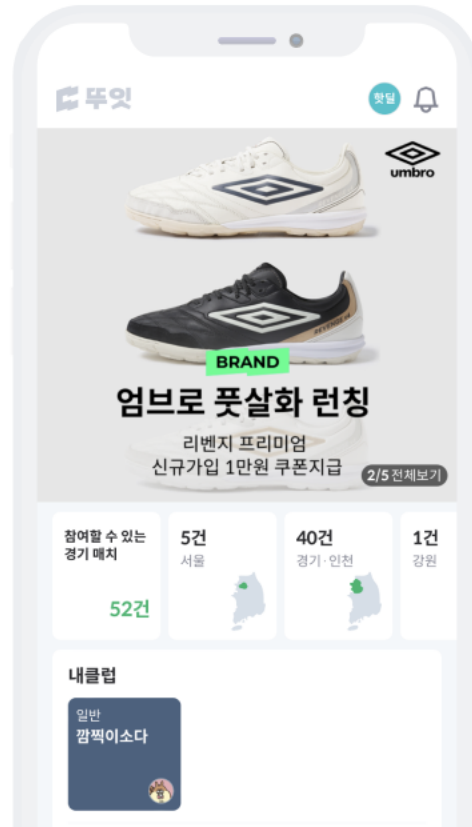 뚜잇
핫딜
umbro
REVENGE
BRAND
엄브로 풋살화 런칭
리벤지 프리미엄
신규가입 1만원 쿠폰지급
2/5 전체보기
참여할 수 있는
경기 매치
52건
5건
서울
40건
경기·인천
1건
강원
내클럽
일반
깜찍이소다